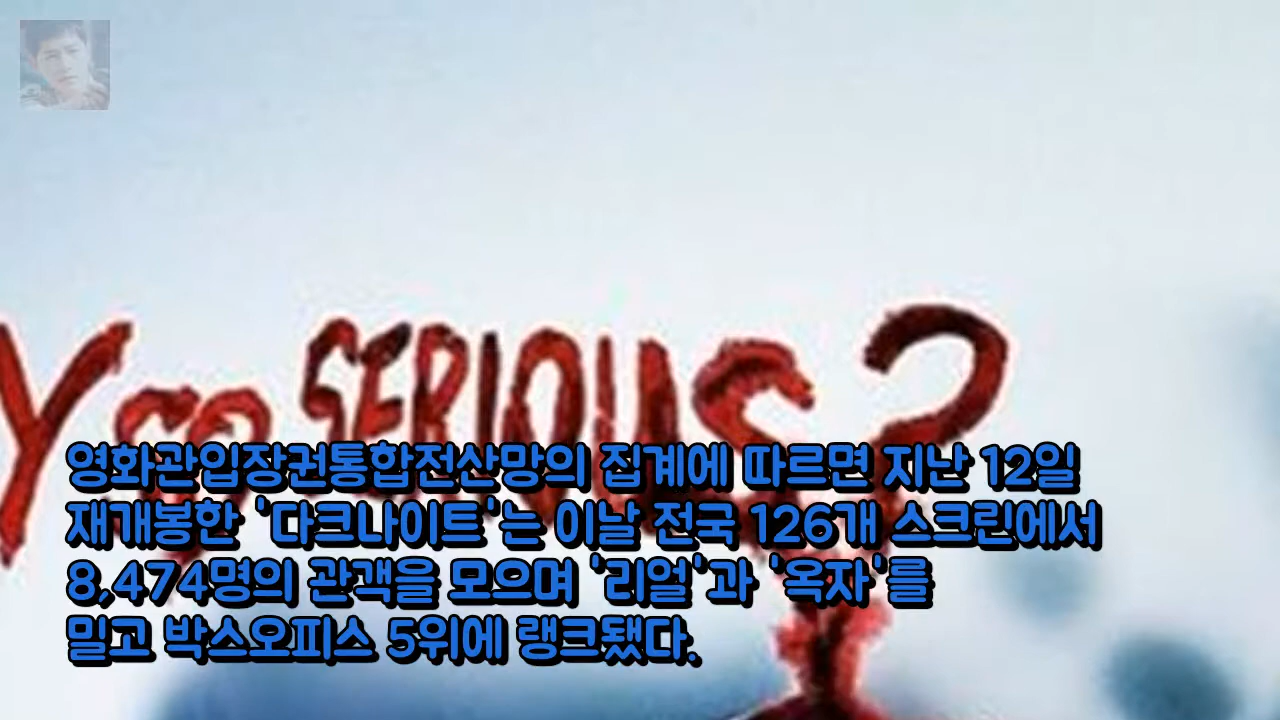 Y SO SERIOUS?
영화관입장권통합전산망의 집계에 따르면 지난 12일
재개봉한 '다크나이트'는 이날 전국 126개 스크린에서
8,474명의 관객을 모으며 '리얼'과 '옥자'를
밀고 박스오피스 5위에 랭크됐다.